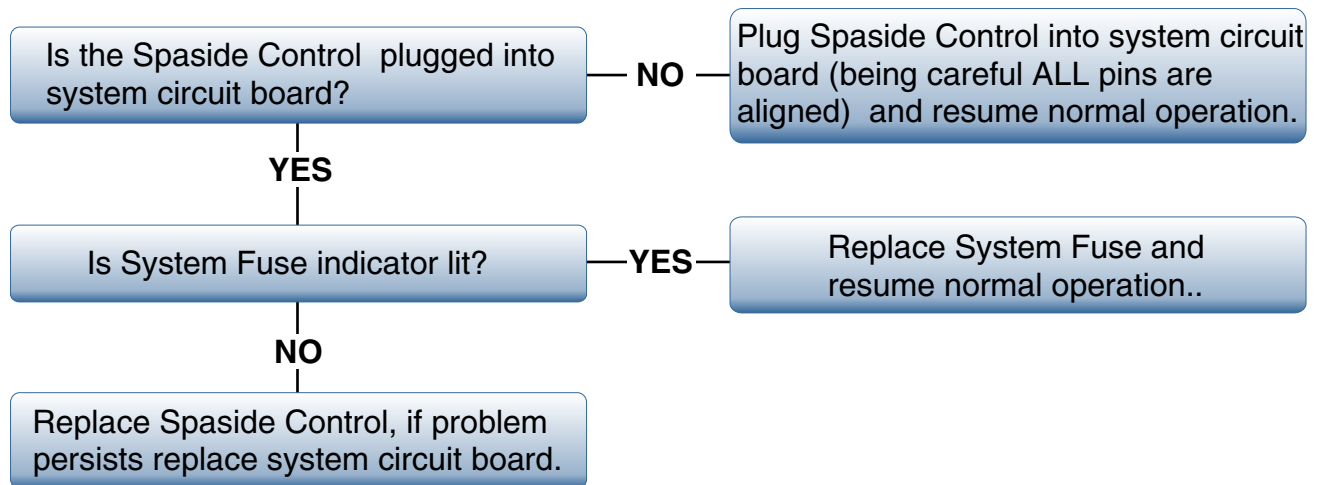 Is the Spaside Control  plugged into
system circuit board?
NO
Plug Spaside Control into system circuit
board (being careful ALL pins are
aligned)  and resume normal operation.
YES
Is System Fuse indicator lit?
YES
Replace System Fuse and
resume normal operation..
NO
Replace Spaside Control, if problem
persists replace system circuit board.